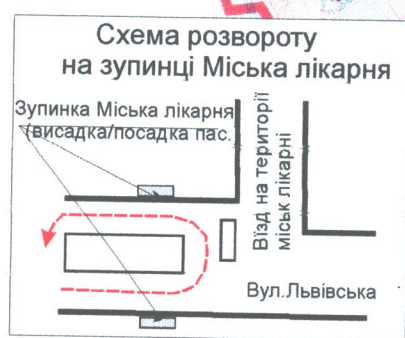 Схема розвороту
на зупинці Міська лікарня
Зупинка Міська лікарня
(висадка/посадка пас.
Вїзд на території
міськ лікарні
Вул.Львівська